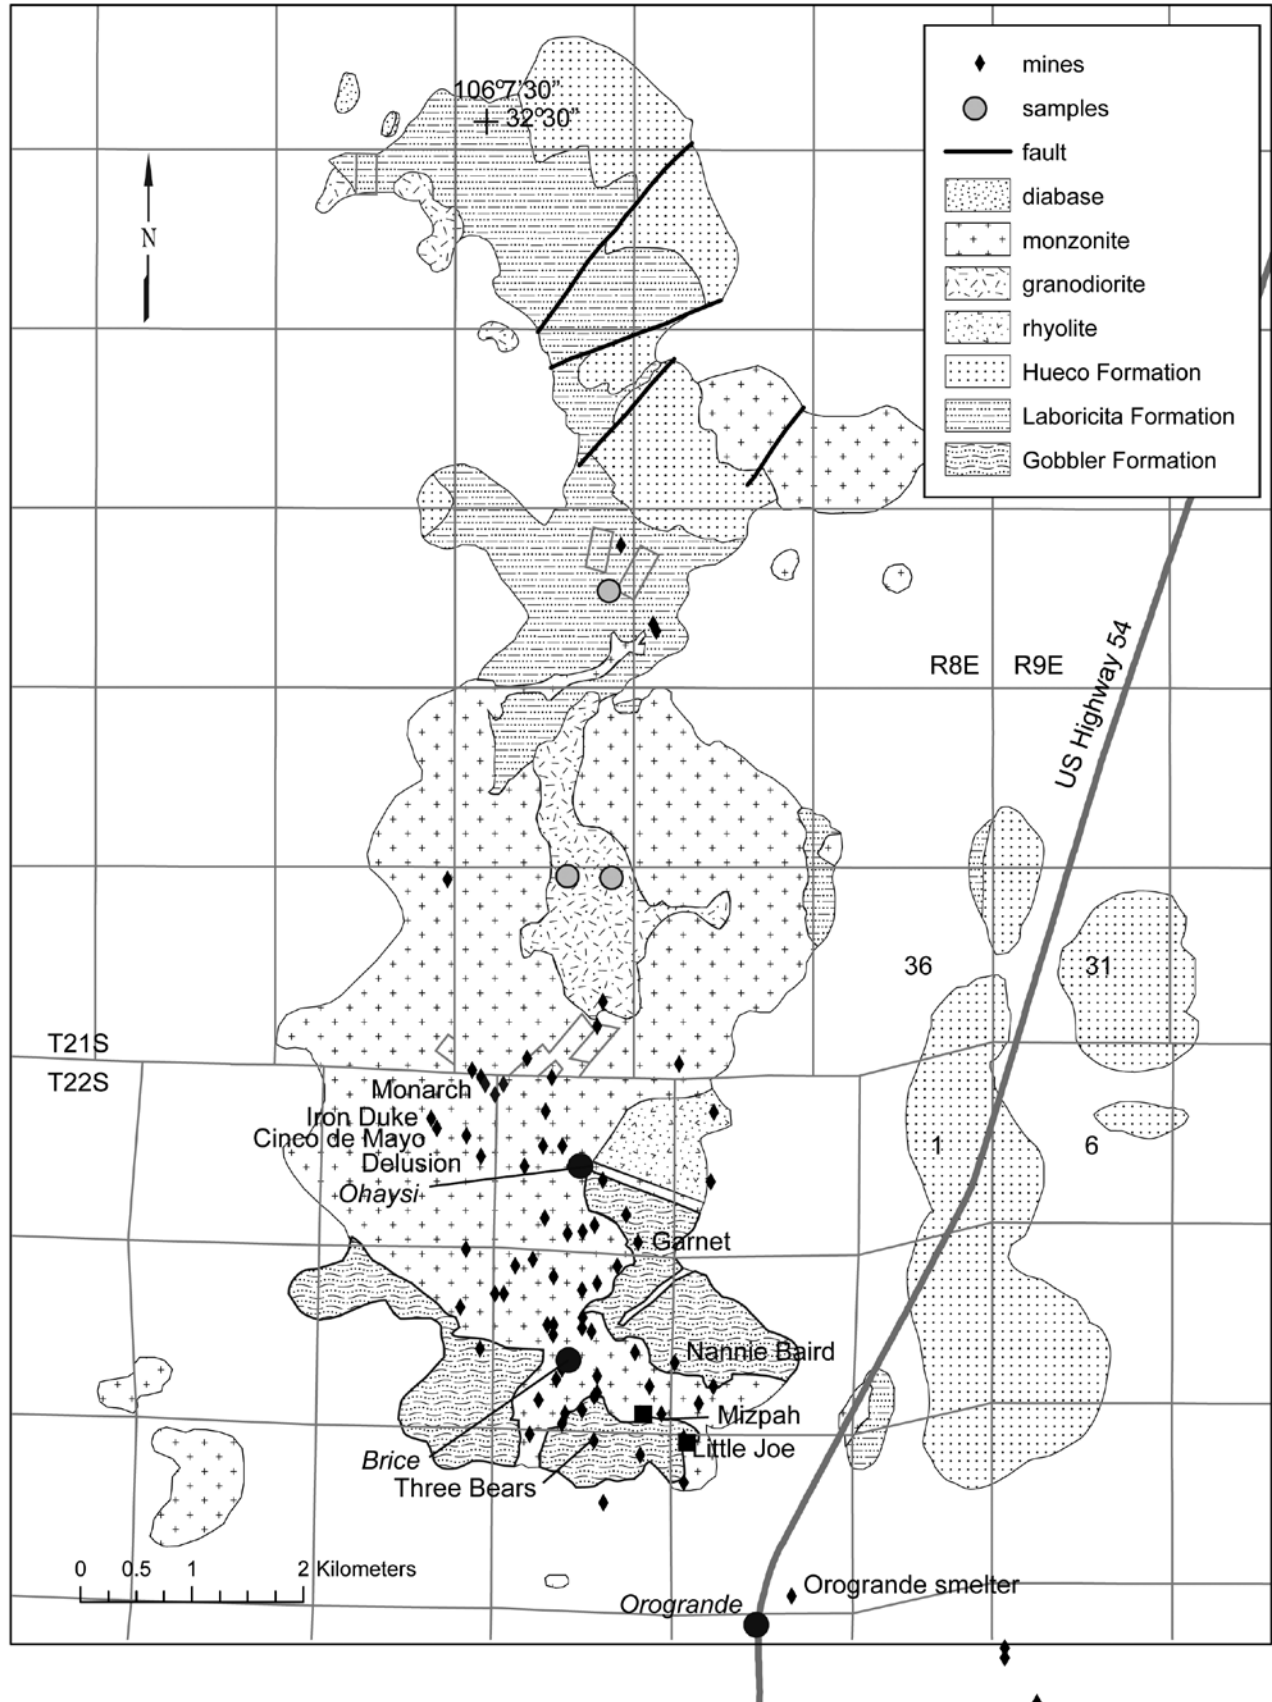 106°7'30"
32°30"
mines
samples
fault
diabase
monzonite
granodiorite
rhyolite
Hueco Formation
Laboricita Formation
Gobbler Formation
N
R8E
R9E
US Highway 54
36
31
T21S
T22S
Monarch
Iron Duke
Cinco de Mayo
Delusion
Ohaysi
1
6
Garnet
Nannie Baird
Mizpah
Little Joe
Brice
Three Bears
0 0.5 1 2 Kilometers
Orogrande smelter
Orogrande